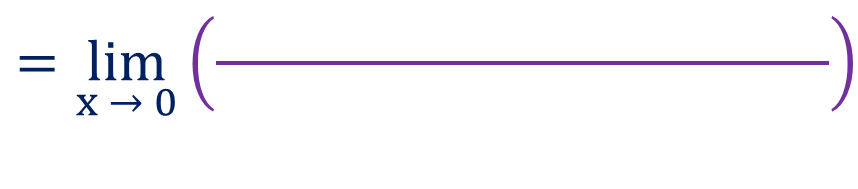 = lim ( )
x → 0